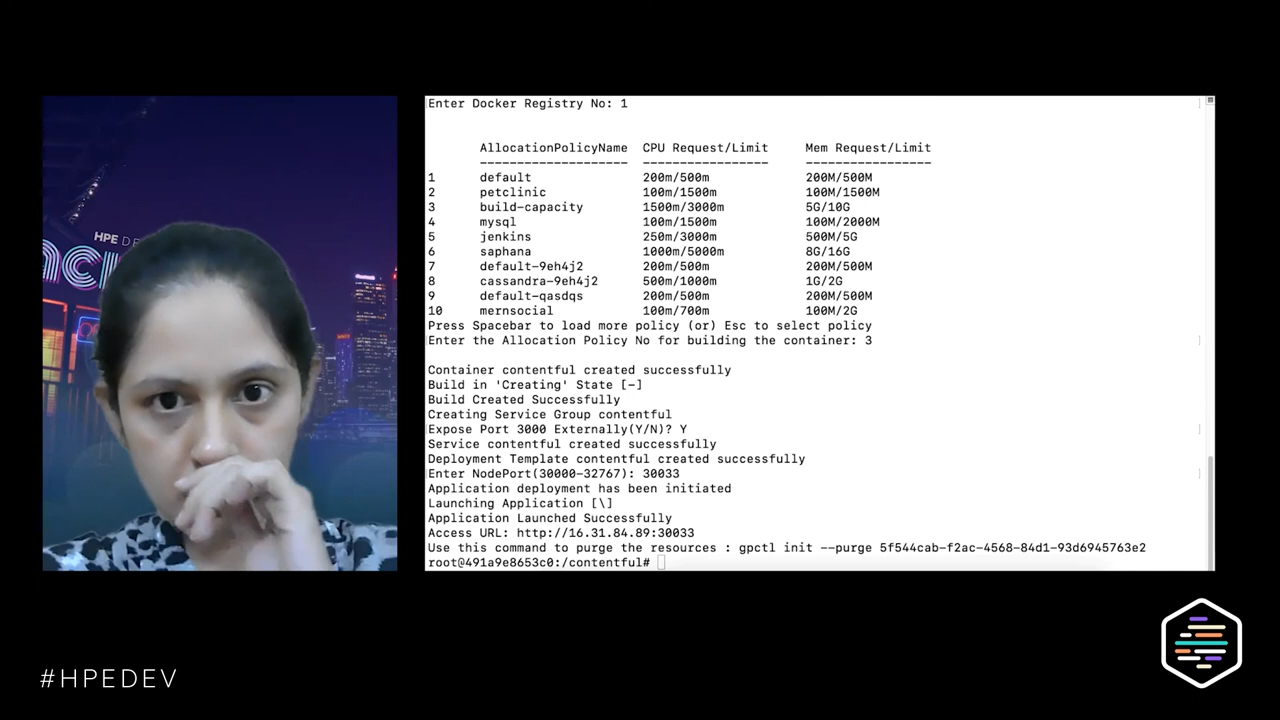 Enter Docker Registry No: 1
AllocationPolicyName CPU Request/Limit Mem Request/Limit
-------------------- ----------------- -----------------
1 default 200m/500m 200M/500M
2 petclinic 100m/1500m 100M/1500M
3 build-capacity 1500m/3000m 5G/10G
4 mysql 100m/1500m 100M/2000M
5 jenkins 250m/3000m 500M/5G
6 saphana 1000m/5000m 8G/16G
7 default-9eh4j2 200m/500m 200M/500M
8 cassandra-9eh4j2 500m/1000m 1G/2G
9 default-qasdqs 200m/500m 200M/500M
10 mernsocial 100m/700m 100M/2G
Press Spacebar to load more policy (or) Esc to select policy
Enter the Allocation Policy No for building the container: 3
Container contentful created successfully
Build in 'Creating' State [-]
Build Created Successfully
Creating Service Group contentful
Expose Port 3000 Externally(Y/N)? Y
Service contentful created successfully
Deployment Template contentful created successfully
Enter NodePort(30000-32767): 30033
Application deployment has been initiated
Launching Application [\]
Application Launched Successfully
Access URL: http://16.31.84.89:30033
Use this command to purge the resources : gpctl init --purge 5f544cab-f2ac-4568-84d1-93d6945763e2
root@491a9e8653c0:/contentful#
HPE DE
#HPEDEV